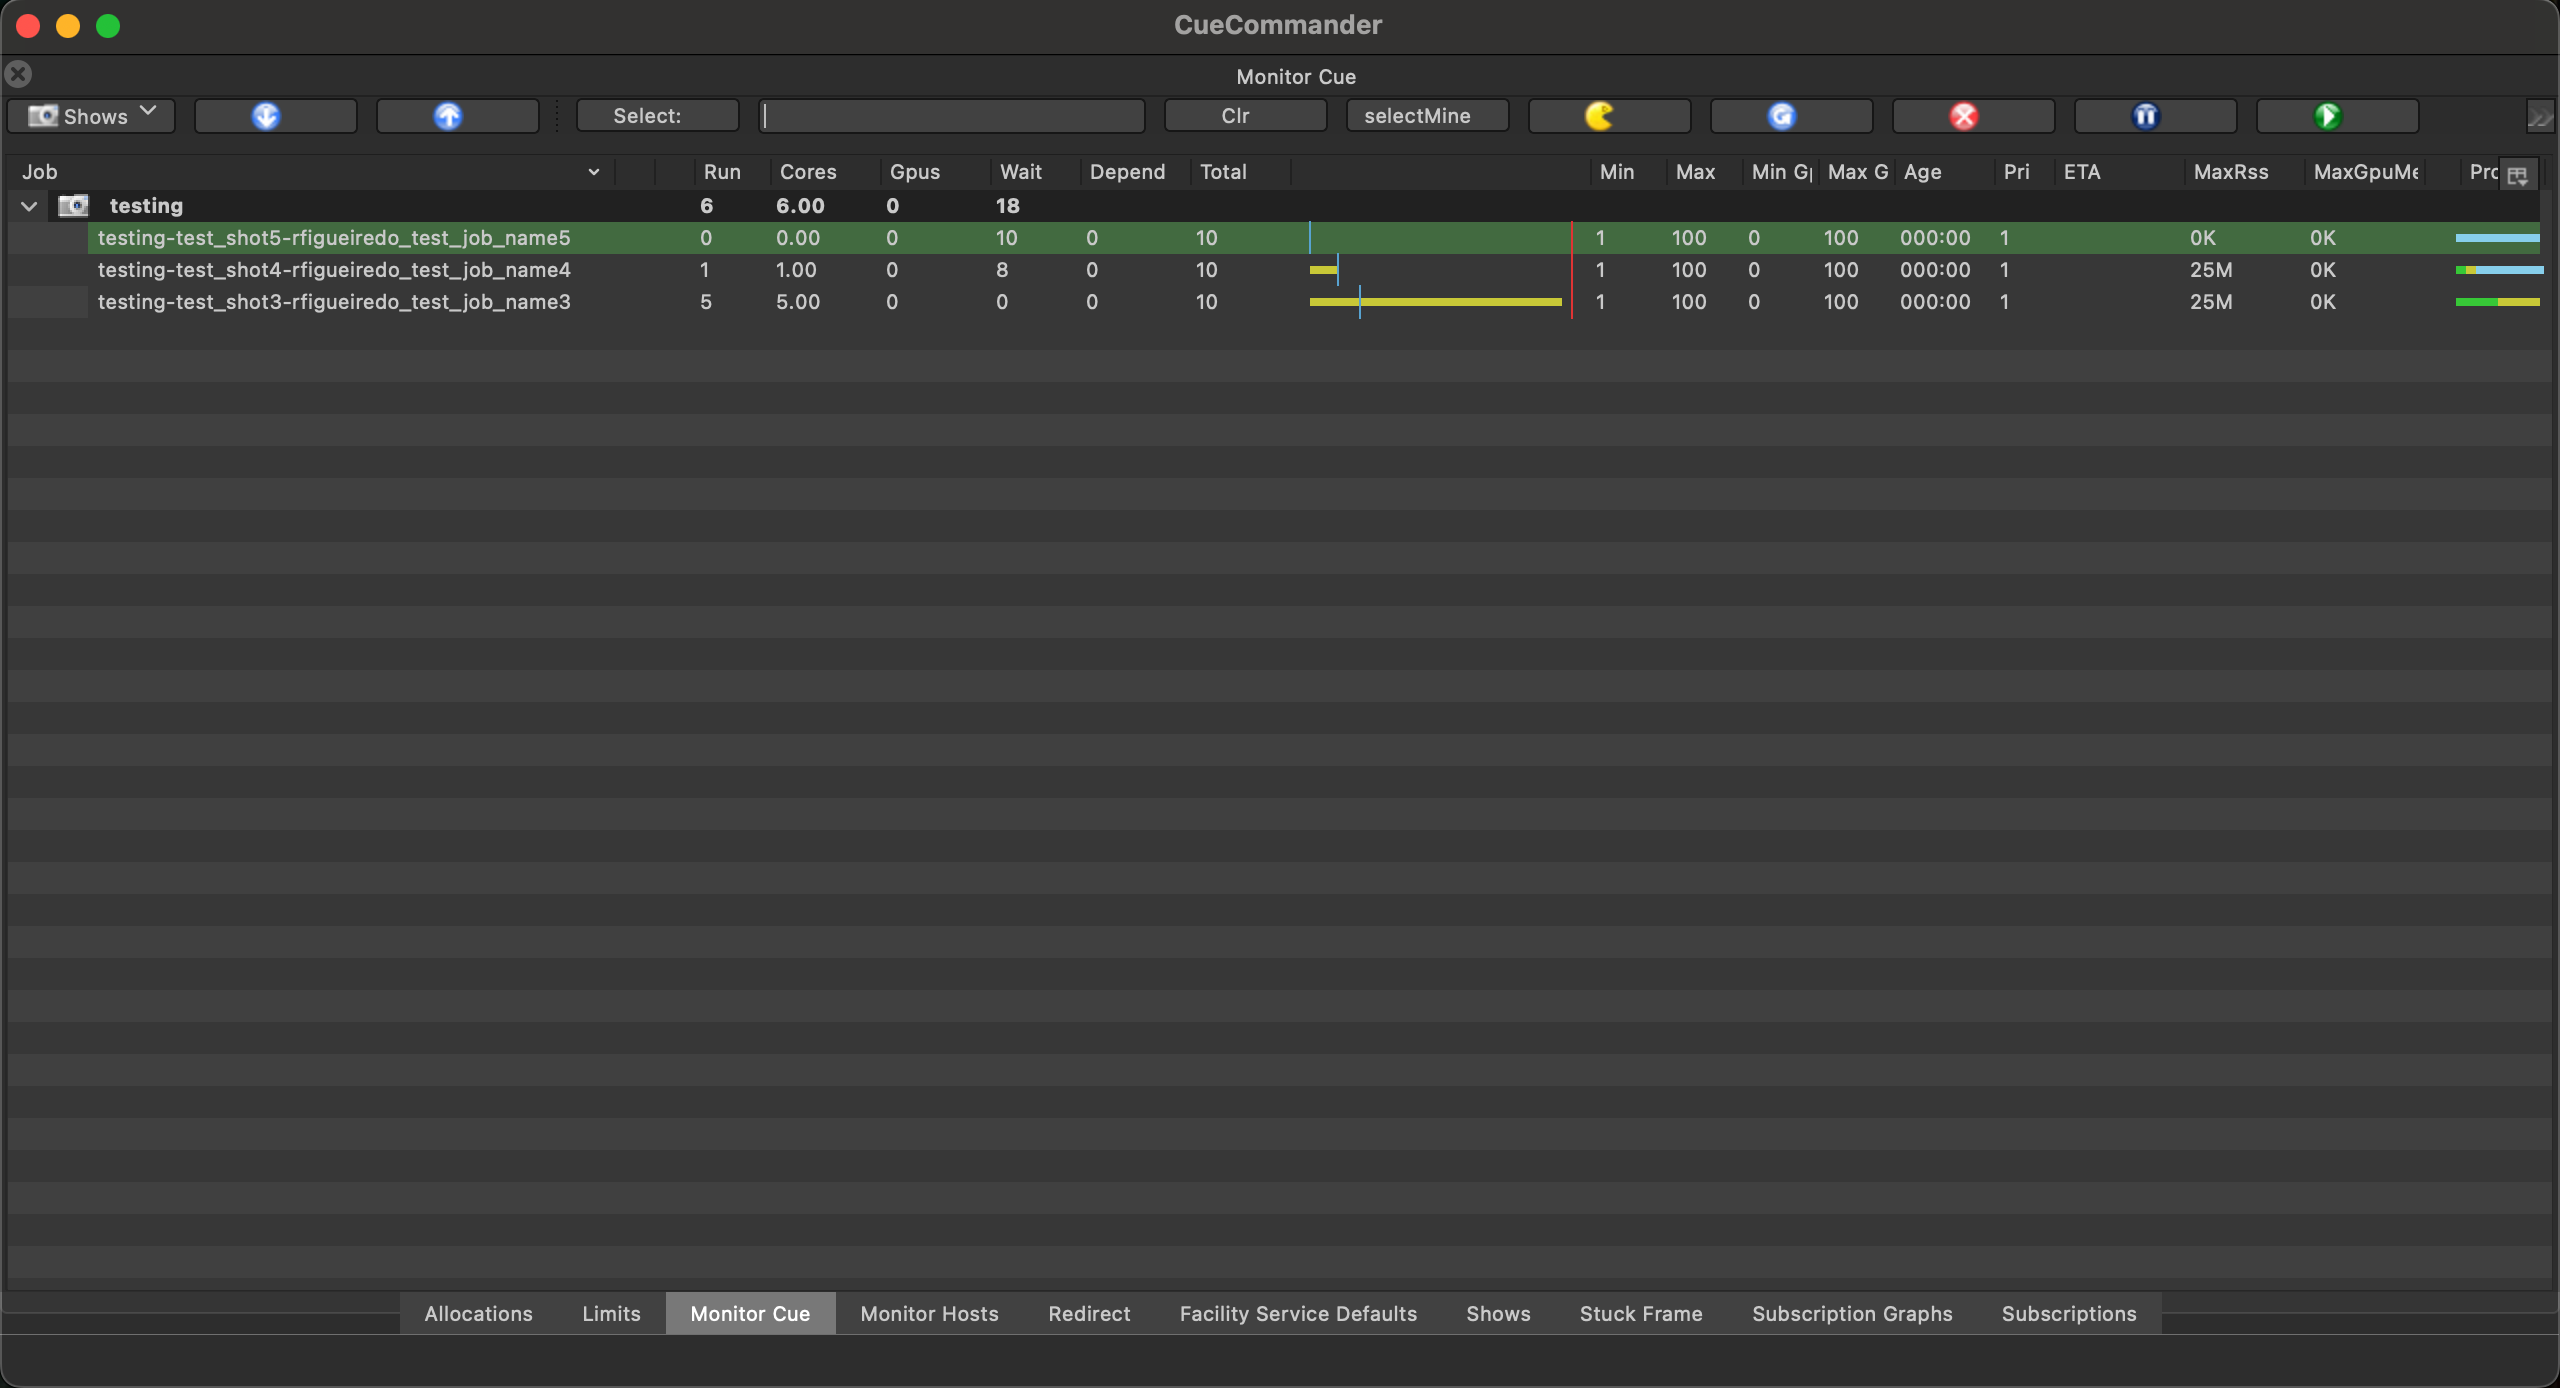 CueCommander
Monitor Cue
Shows Select: Clr selectMine
Job Run Cores Gpus Wait Depend Total Min Max Min G Max G Age Pri ETA MaxRss MaxGpuMe Pro
testing 6 6.00 0 18
testing-test_shot5-rfigueiredo_test_job_name5 0 0.00 0 10 0 10 1 100 0 100 000:00 1 0K 0K
testing-test_shot4-rfigueiredo_test_job_name4 1 1.00 0 8 0 10 1 100 0 100 000:00 1 25M 0K
testing-test_shot3-rfigueiredo_test_job_name3 5 5.00 0 0 0 10 1 100 0 100 000:00 1 25M 0K
Allocations Limits Monitor Cue Monitor Hosts Redirect Facility Service Defaults Shows Stuck Frame Subscription Graphs Subscriptions